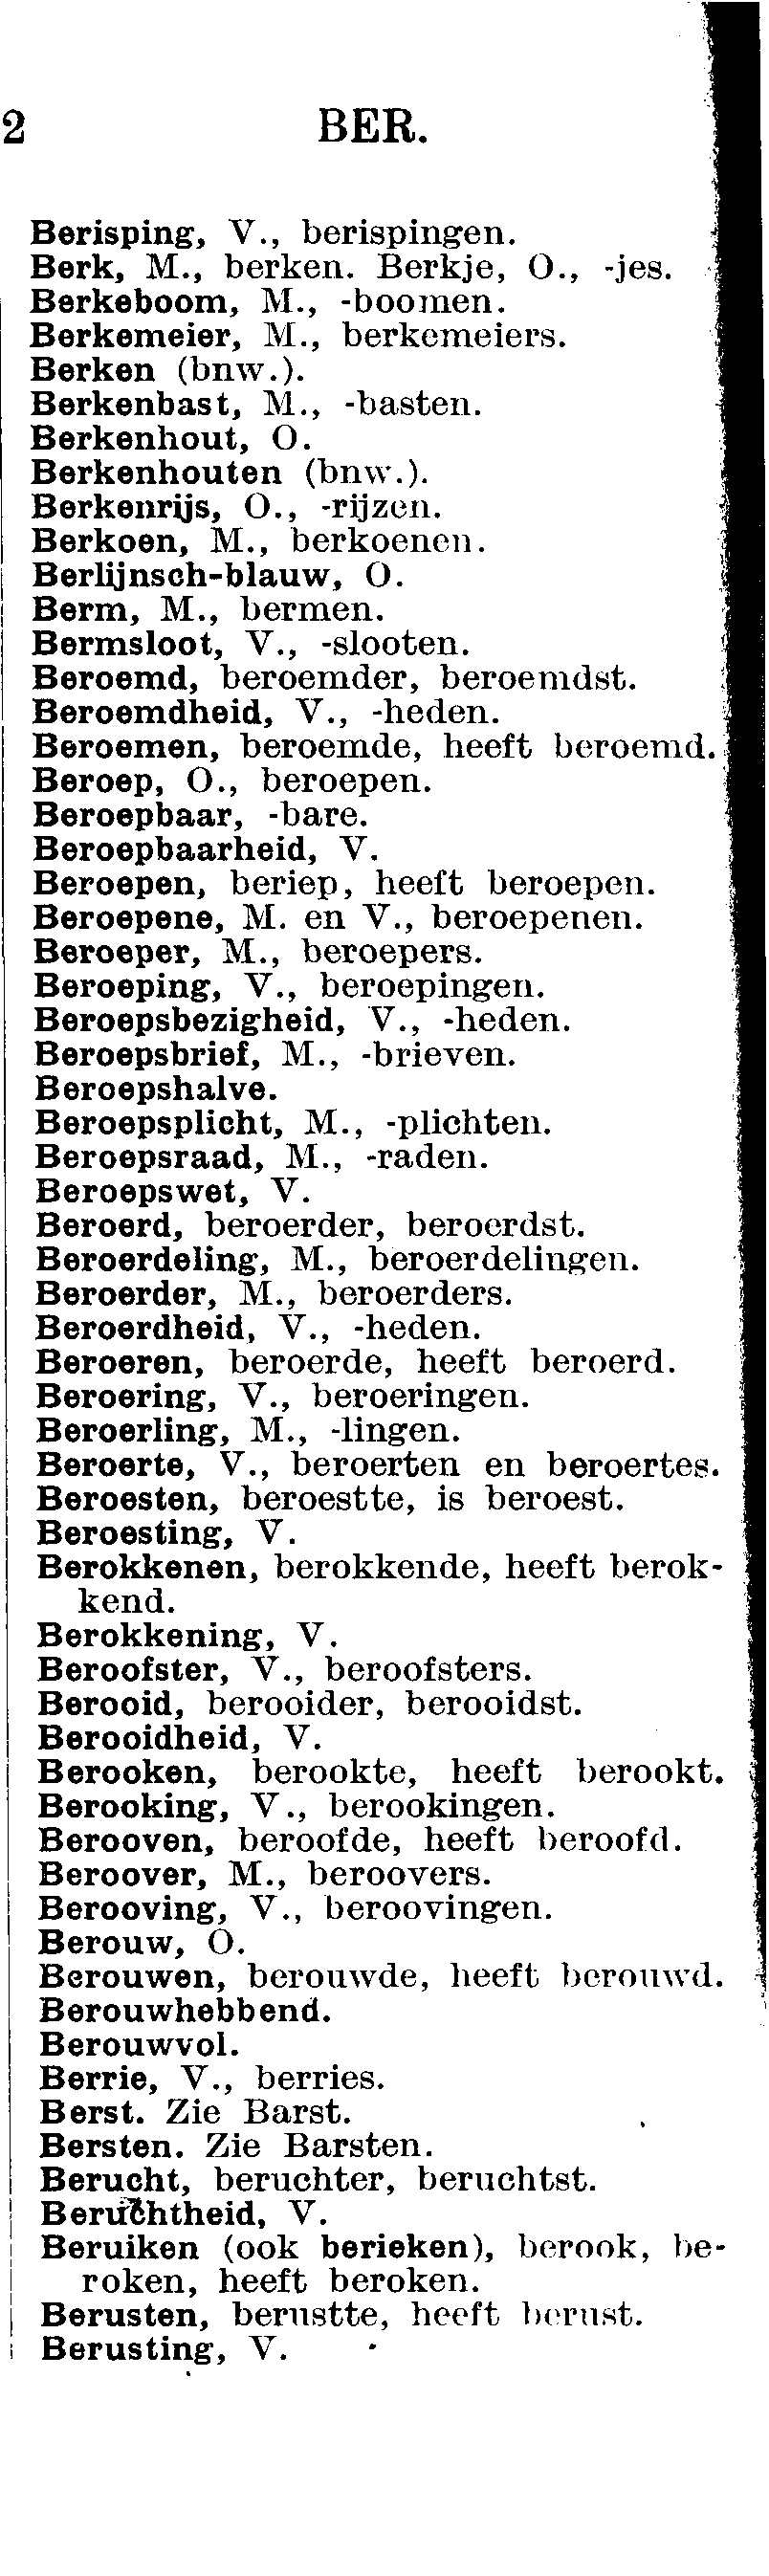 2 BER.
Berisping, V., berispingen.
Berk, M., berken. Berkje, O., -jes.
Berkeboom, M., -boomen.
Berkemeier, M., berkemeiers.
Berken (bnw.).
Berkenbast, M., -basten.
Berkenhout, O.
Berkenhouten (bnw.).
Berkenrijs, O., -rijzen.
Berkoen, M., berkoenen.
Berlijnsch-blauw, O.
Berm, M., bermen.
Bermsloot, V., -slooten.
Beroemd, beroemder, beroemdst.
Beroemdheid, V., -heden.
Beroemen, beroemde, heeft beroemd.
Beroep, O., beroepen.
Beroepbaar, -bare.
Beroepbaarheid, V.
Beroepen, beriep, heeft beroepen.
Beroepene, M. en V., beroepenen.
Beroeper, M., beroepers.
Beroeping, V., beroepingen.
Beroepsbezigheid, V., -heden.
Beroepsbrief, M., -brieven.
Beroepshalve.
Beroepsplicht, M., -plichten.
Beroepsraad, M., -raden.
Beroepswet, V.
Beroerd, beroerder, beroerdst.
Beroerdeling, M., beroerdelingen.
Beroerder, M., beroerders.
Beroerdheid, V., -heden.
Beroeren, beroerde, heeft beroerd.
Beroering, V., beroeringen.
Beroerling, M., -lingen.
Beroerte, V., beroerten en beroertes.
Beroesten, beroestte, is beroest.
Beroesting, V.
Berokkenen, berokkende, heeft berok-
kend.
Berokkening, V.
Beroofster, V., beroofsters.
Berooid, berooider, berooidst.
Berooidheid, V.
Berooken, berookte, heeft berookt.
Berooking, V., berookingen.
Berooven, beroofde, heeft beroofd.
Beroover, M., beroovers.
Berooving, V., beroovingen.
Berouw, O.
Berouwen, berouwde, heeft berouwd.
Berouwhebbend.
Berouwvol.
Berrie, V., berries.
Berst. Zie Barst.
Bersten. Zie Barsten.
Berucht, beruchter, beruchtst.
Beruchtheid, V.
Beruiken (ook berieken), berook, be-
roken, heeft beroken.
Berusten, berustte, heeft berust.
Berusting, V.